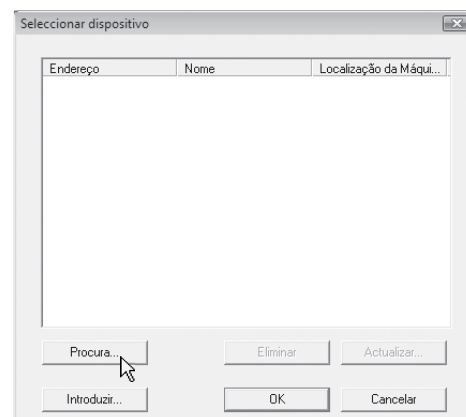 Seleccionar dispositivo
Endereço Nome Localização da Máqui...
Procura... Eliminar Actualizar...
Introduzir... OK Cancelar